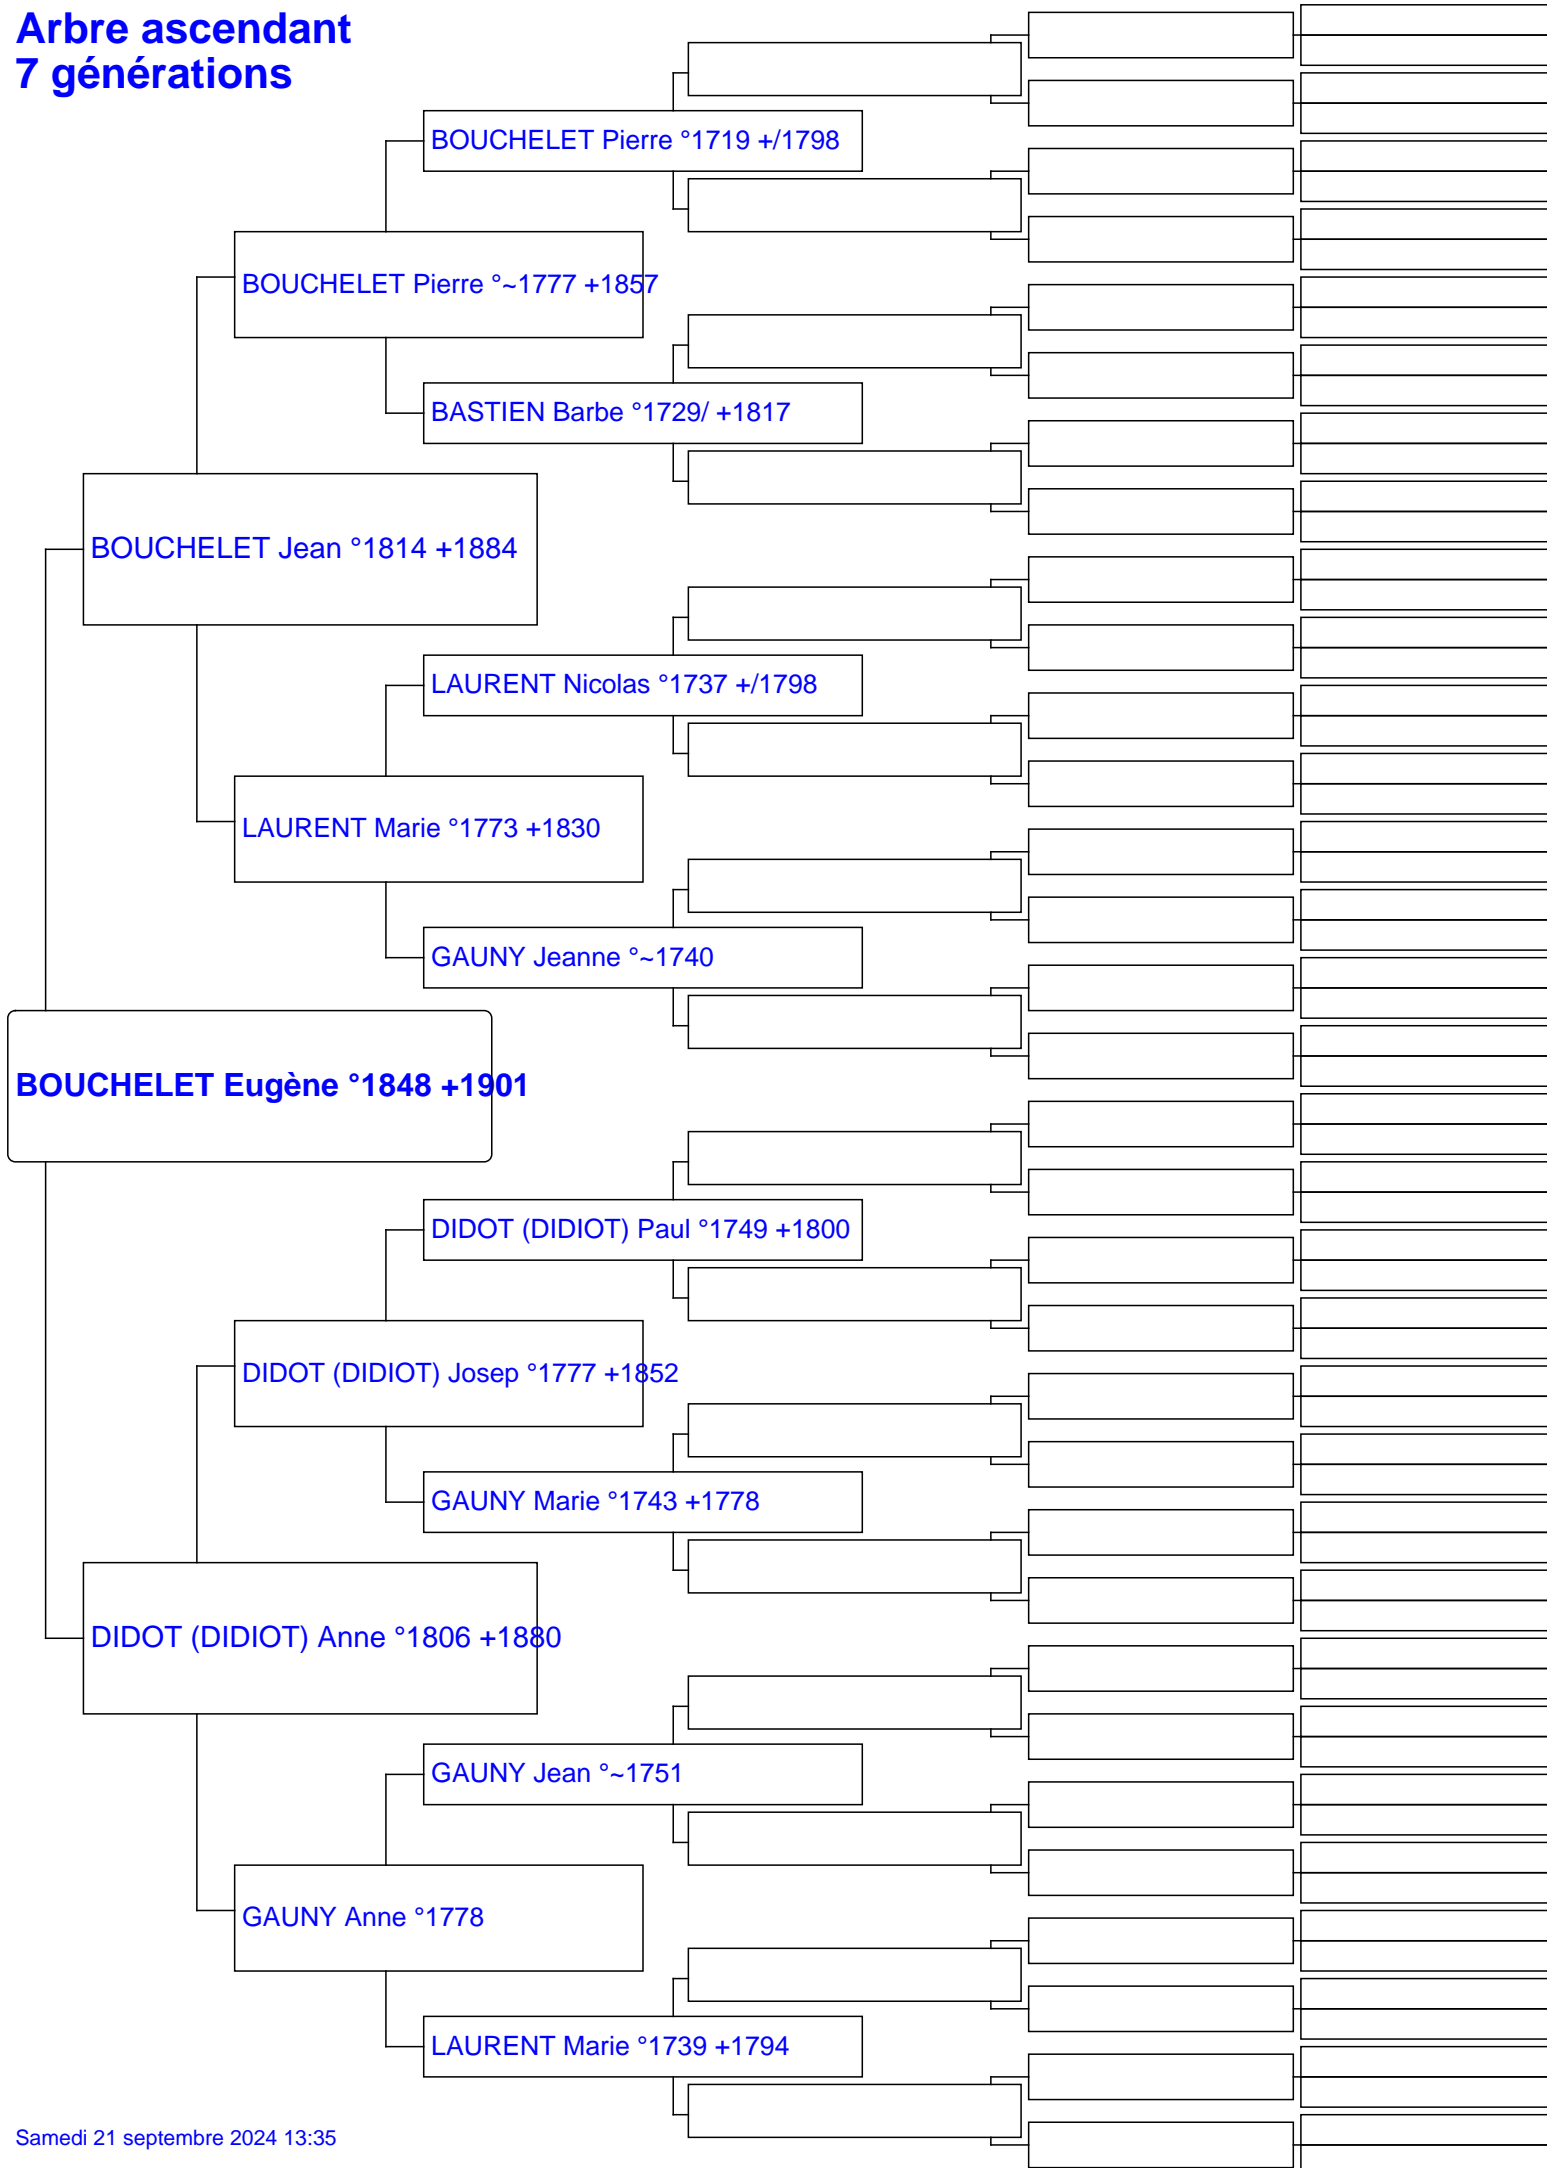 Arbre ascendant
7 générations
BOUCHELET Pierre °1719 +/1798
BOUCHELET Pierre °~1777 +1857
BASTIEN Barbe °1729/ +1817
BOUCHELET Jean °1814 +1884
LAURENT Nicolas °1737 +/1798
LAURENT Marie °1773 +1830
GAUNY Jeanne °~1740
BOUCHELET Eugène °1848 +1901
DIDOT (DIDIOT) Paul °1749 +1800
DIDOT (DIDIOT) Josep °1777 +1852
GAUNY Marie °1743 +1778
DIDOT (DIDIOT) Anne °1806 +1880
GAUNY Jean °~1751
GAUNY Anne °1778
LAURENT Marie °1739 +1794
Samedi 21 septembre 2024 13:35